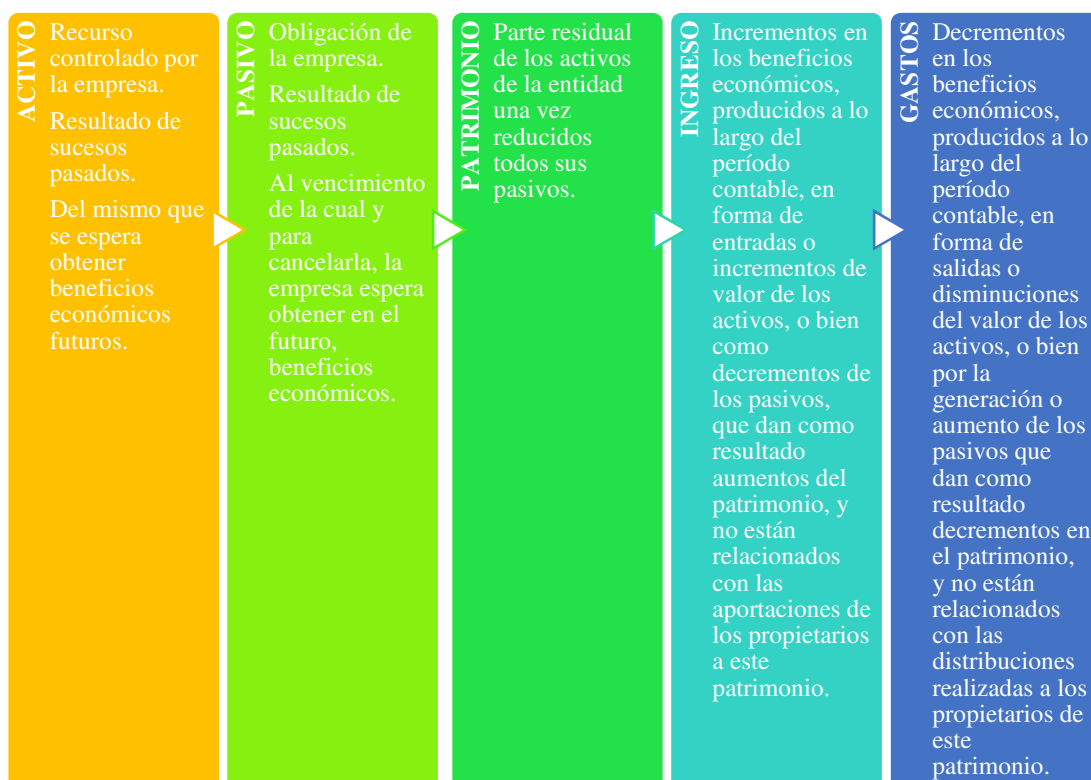 ACTIVO
Recurso
controlado por
la empresa.
Resultado de
sucesos
pasados.
Del mismo que
se espera
obtener
beneficios
económicos
futuros.
PASIVO
Obligación de
la empresa.
Resultado de
sucesos
pasados.
Al vencimiento
de la cual y
para
cancelarla, la
empresa espera
obtener en el
futuro,
beneficios
económicos.
PATRIMONIO
Parte residual
de los activos
de la entidad
una vez
reducidos
todos sus
pasivos.
INGRESO
Incrementos en
los beneficios
económicos,
producidos a lo
largo del
período
contable, en
forma de
entradas o
incrementos de
valor de los
activos, o bien
como
decrementos de
los pasivos,
que dan como
resultado
aumentos del
patrimonio, y
no están
relacionados
con las
aportaciones de
los propietarios
a este
patrimonio.
GASTOS
Decrementos
en los
beneficios
económicos,
producidos a lo
largo del
período
contable, en
forma de
salidas o
disminuciones
del valor de los
activos, o bien
por la
generación o
aumento de los
pasivos que
dan como
resultado
decrementos en
el patrimonio,
y no están
relacionados
con las
distribuciones
realizadas a los
propietarios de
este
patrimonio.